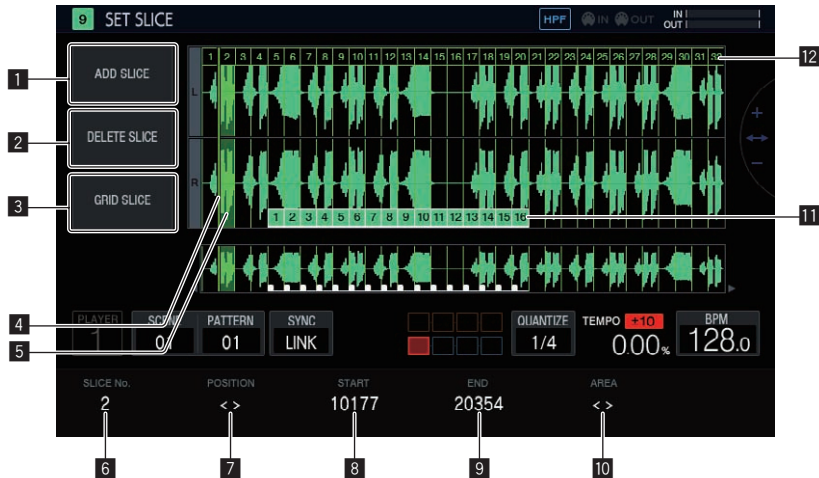 9 SET SLICE HPF IN OUT IN OUT
12
1 ADD SLICE
1 2 3 4 5 6 7 8 9 10 11 12 13 14 15 16 17 18 19 20 21 22 23 24 25 26 27 28 29 30 31 32
L
+
2 DELETE SLICE
-
3 GRID SLICE
R
1 2 3 4 5 6 7 8 9 10 11 12 13 14 15 16
11
4
5
PLAYER 1
SCENE 01
PATTERN 01
SYNC LINK
QUANTIZE 1/4
TEMPO ±10 0.00%
BPM 128.0
SLICE No. POSITION START END AREA
2 < > 10177 20354 < >
6 7 8 9 10